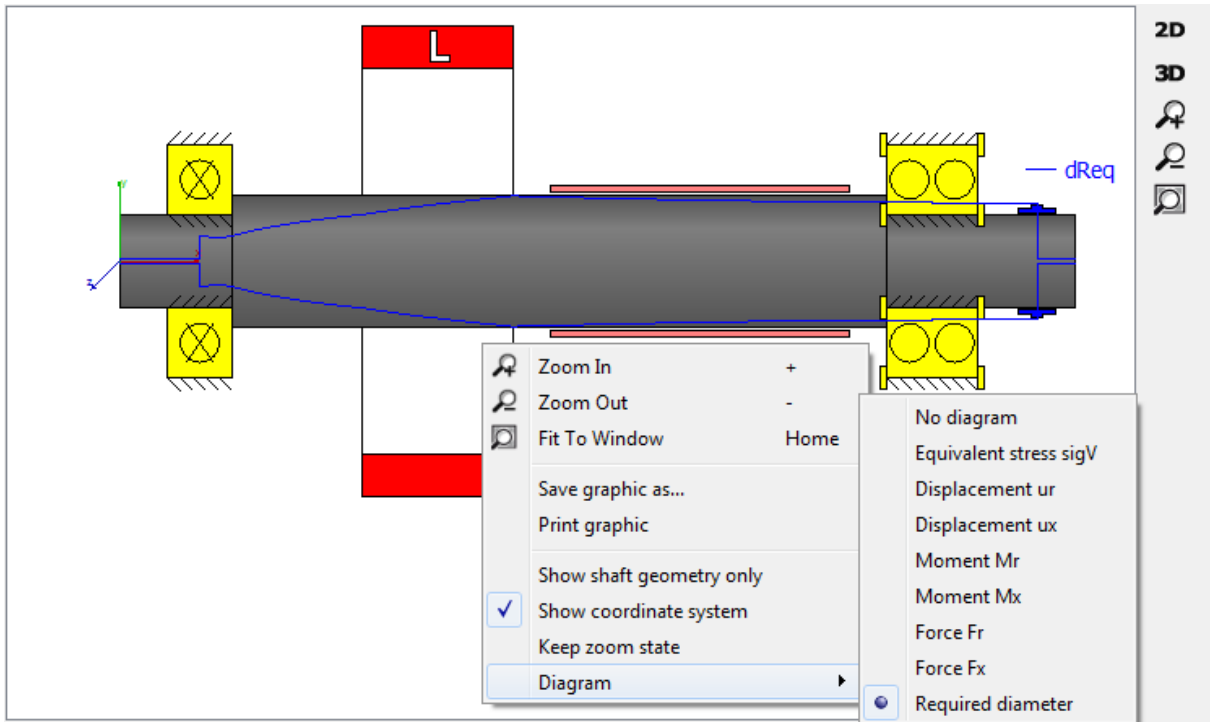 L
2D
3D
dReq
Y
X
Z
Zoom In +
Zoom Out -
Fit To Window Home
Save graphic as...
Print graphic
Show shaft geometry only
Show coordinate system
Keep zoom state
Diagram
No diagram
Equivalent stress sigV
Displacement ur
Displacement ux
Moment Mr
Moment Mx
Force Fr
Force Fx
Required diameter